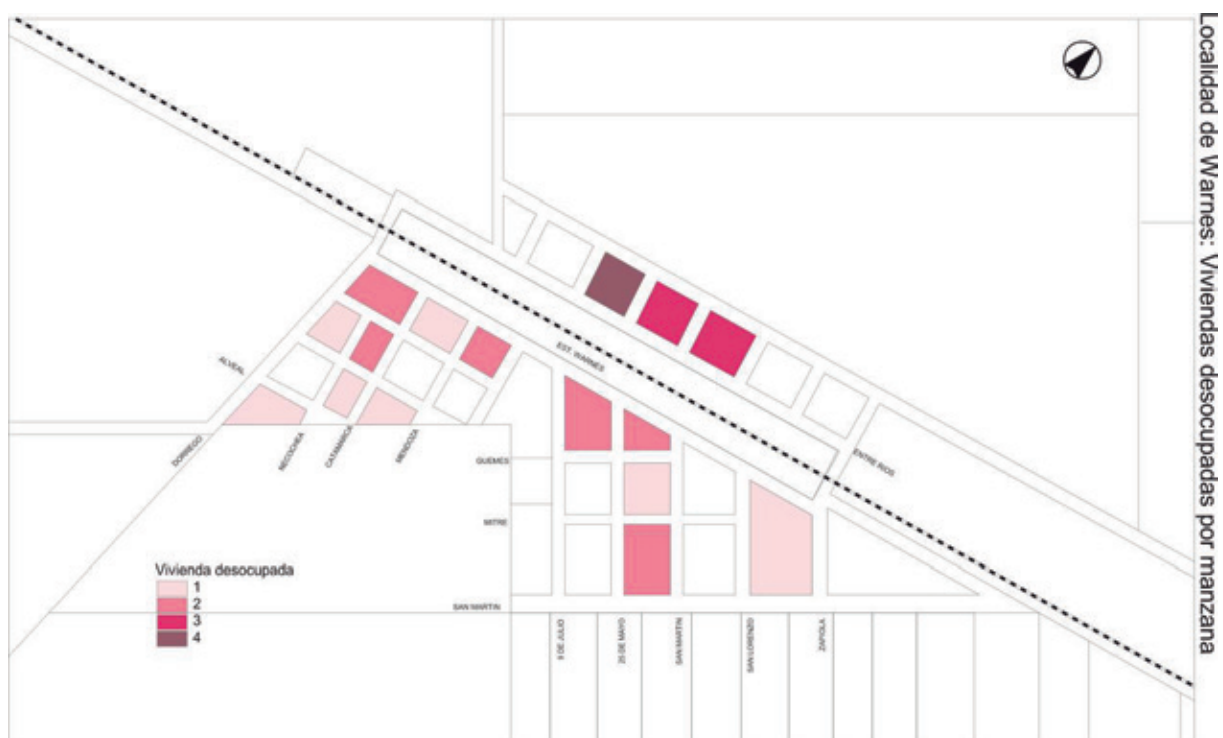 Localidad de Warnes: Viviendas desocupadas por manzana
EST. WARNES
ALVEAL
DORREGO
NECOCHEA
CATAMARCA
MENDOZA
GUEMES
ENTRE RIOS
MITRE
SAN MARTIN
9 DE JULIO
25 DE MAYO
SAN MARTIN
SAN LORENZO
ZAPIOLA
Vivienda desocupada
1
2
3
4